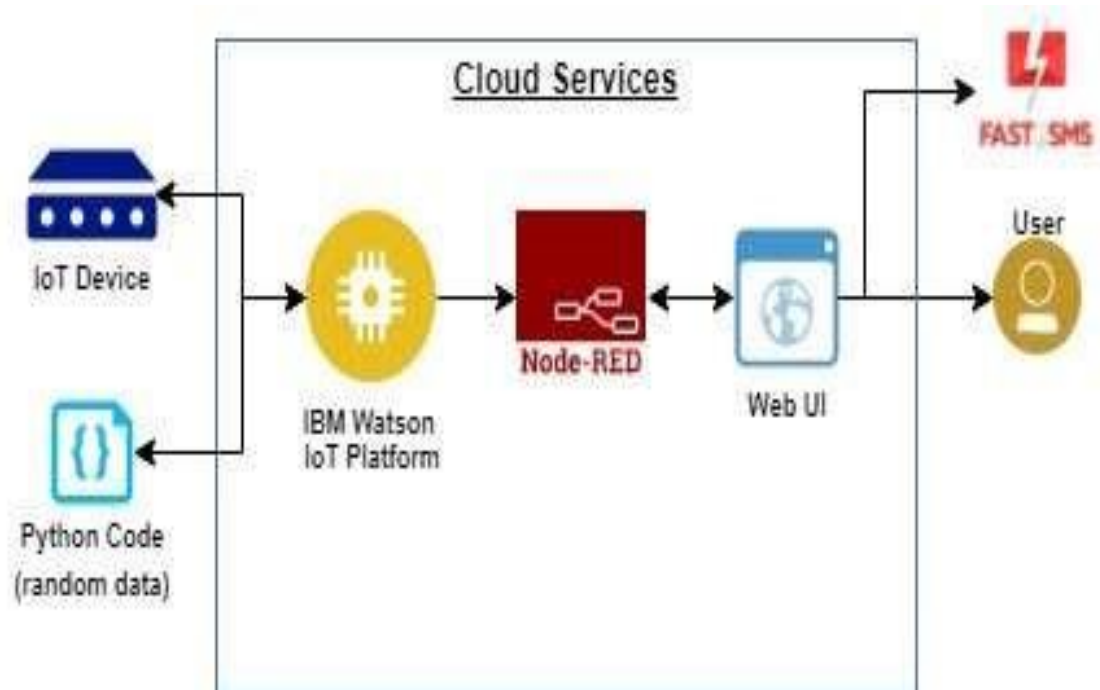 Cloud Services
FAST SMS
User
IoT Device
Node-RED
Web UI
IBM Watson
IoT Platform
{ }
Python Code
(random data)